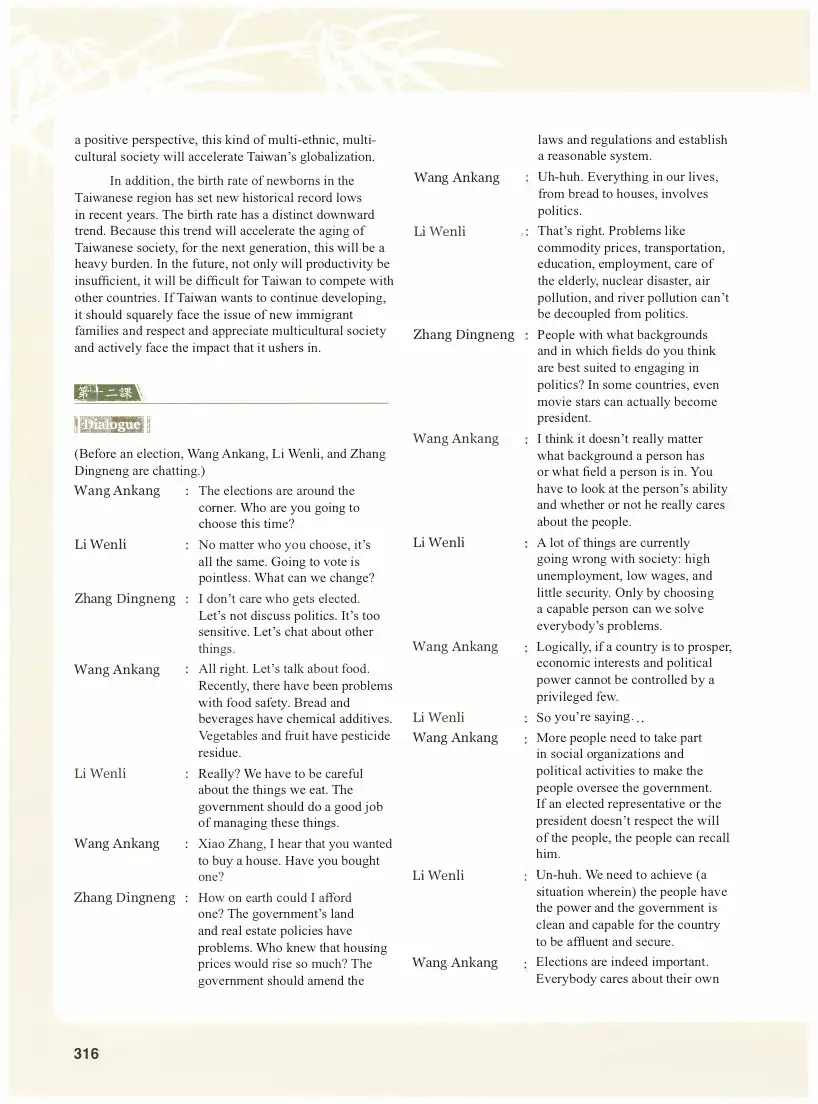 a positive perspective, this kind of multi-ethnic, multi-
cultural society will accelerate Taiwan's globalization.
In addition, the birth rate of newborns in the
Taiwanese region has set new historical record lows
in recent years. The birth rate has a distinct downward
trend. Because this trend will accelerate the aging of
Taiwanese society, for the next generation, this will be a
heavy burden. In the future, not only will productivity be
insufficient, it will be difficult for Taiwan to compete with
other countries. If Taiwan wants to continue developing,
it should squarely face the issue of new immigrant
families and respect and appreciate multicultural society
and actively face the impact that it ushers in.
第十二課
Dialogue
(Before an election, Wang Ankang, Li Wenli, and Zhang
Dingneng are chatting.)
Wang Ankang : The elections are around the
corner. Who are you going to
choose this time?
Li Wenli : No matter who you choose, it's
all the same. Going to vote is
pointless. What can we change?
Zhang Dingneng : I don't care who gets elected.
Let's not discuss politics. It's too
sensitive. Let's chat about other
things.
Wang Ankang : All right. Let's talk about food.
Recently, there have been problems
with food safety. Bread and
beverages have chemical additives.
Vegetables and fruit have pesticide
residue.
Li Wenli : Really? We have to be careful
about the things we eat. The
government should do a good job
of managing these things.
Wang Ankang : Xiao Zhang, I hear that you wanted
to buy a house. Have you bought
one?
Zhang Dingneng : How on earth could I afford
one? The government's land
and real estate policies have
problems. Who knew that housing
prices would rise so much? The
government should amend the
laws and regulations and establish
a reasonable system.
Wang Ankang : Uh-huh. Everything in our lives,
from bread to houses, involves
politics.
Li Wenli : That's right. Problems like
commodity prices, transportation,
education, employment, care of
the elderly, nuclear disaster, air
pollution, and river pollution can't
be decoupled from politics.
Zhang Dingneng : People with what backgrounds
and in which fields do you think
are best suited to engaging in
politics? In some countries, even
movie stars can actually become
president.
Wang Ankang : I think it doesn't really matter
what background a person has
or what field a person is in. You
have to look at the person's ability
and whether or not he really cares
about the people.
Li Wenli : A lot of things are currently
going wrong with society: high
unemployment, low wages, and
little security. Only by choosing
a capable person can we solve
everybody's problems.
Wang Ankang : Logically, if a country is to prosper,
economic interests and political
power cannot be controlled by a
privileged few.
Li Wenli : So you're saying…
Wang Ankang : More people need to take part
in social organizations and
political activities to make the
people oversee the government.
If an elected representative or the
president doesn't respect the will
of the people, the people can recall
him.
Li Wenli : Un-huh. We need to achieve (a
situation wherein) the people have
the power and the government is
clean and capable for the country
to be affluent and secure.
Wang Ankang : Elections are indeed important.
Everybody cares about their own
316